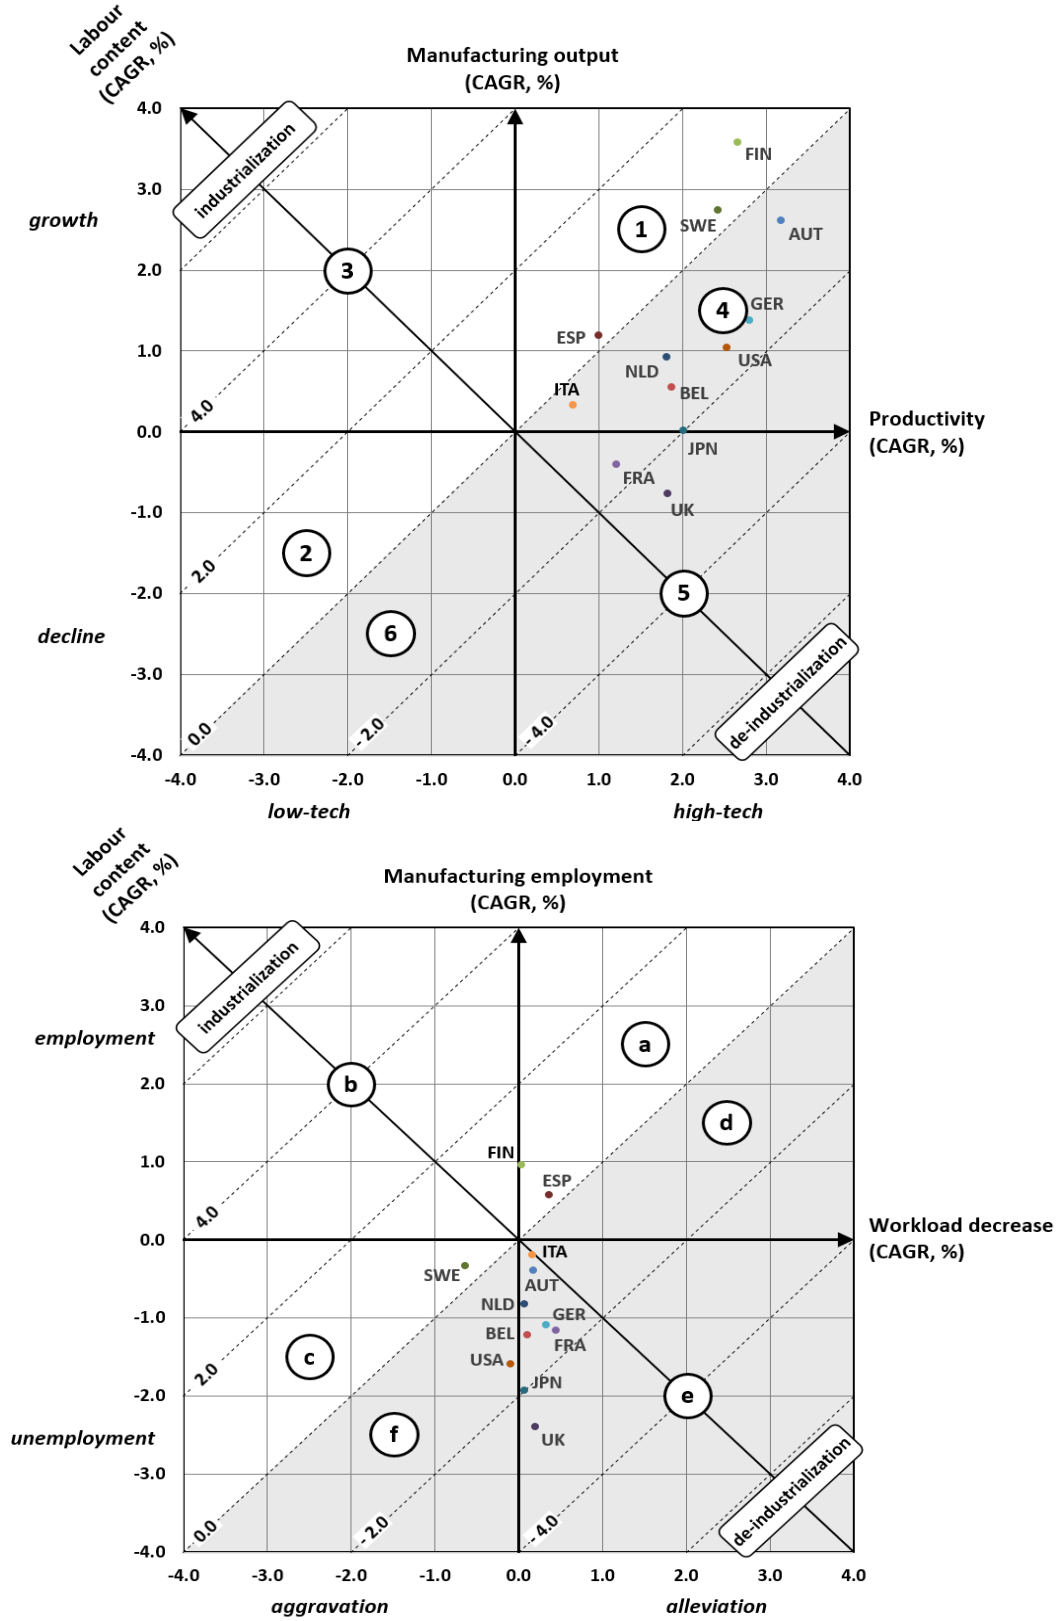 Labour
content
(CAGR, %)
Manufacturing output
(CAGR, %)
4.0
industrialization
FIN
3.0
growth
SWE
1
AUT
3
2.0
4
GER
ESP
1.0
USA
NLD
ITA
BEL
4.0
0.0
Productivity
(CAGR, %)
JPN
FRA
UK
-1.0
2
2.0
-2.0
5
decline
6
-3.0
de-industrialization
0.0
- 2.0
- 4.0
-4.0
-4.0 -3.0 -2.0 -1.0 0.0 1.0 2.0 3.0 4.0
low-tech high-tech
Labour
content
(CAGR, %)
Manufacturing employment
(CAGR, %)
4.0
industrialization
3.0
employment
a
b
2.0
d
FIN
1.0
ESP
4.0
0.0
Workload decrease
(CAGR, %)
ITA
SWE
AUT
NLD
GER
-1.0
BEL
FRA
c
USA
2.0
JPN
-2.0
e
unemployment
f
UK
-3.0
de-industrialization
0.0
- 2.0
- 4.0
-4.0
-4.0 -3.0 -2.0 -1.0 0.0 1.0 2.0 3.0 4.0
aggravation alleviation